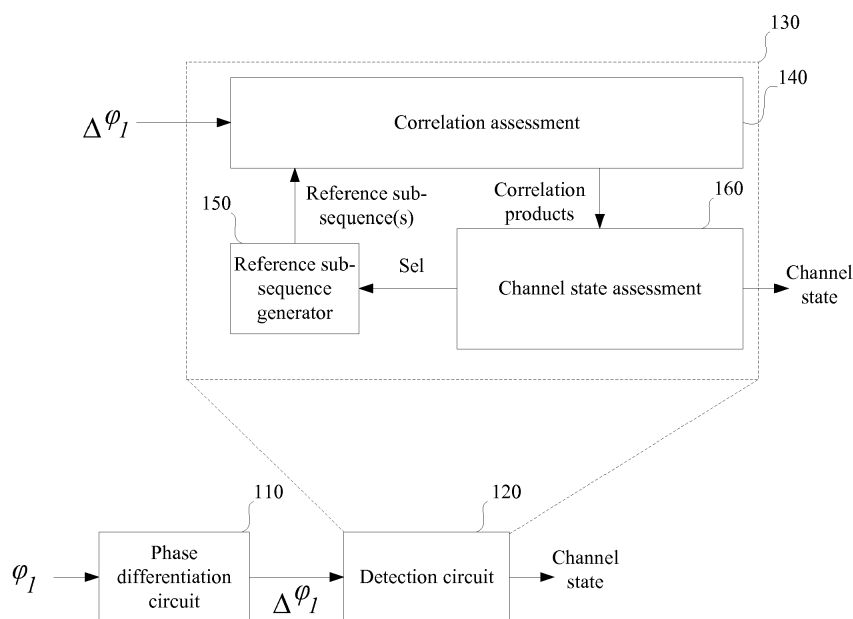 130
140
Δφ1
Correlation assessment
150
Reference sub-
sequence(s)
Correlation
products
160
Reference sub-
sequence
generator
Sel
Channel state assessment
Channel
state
110
120
φ1
Phase
differentiation
circuit
Δφ1
Detection circuit
Channel
state